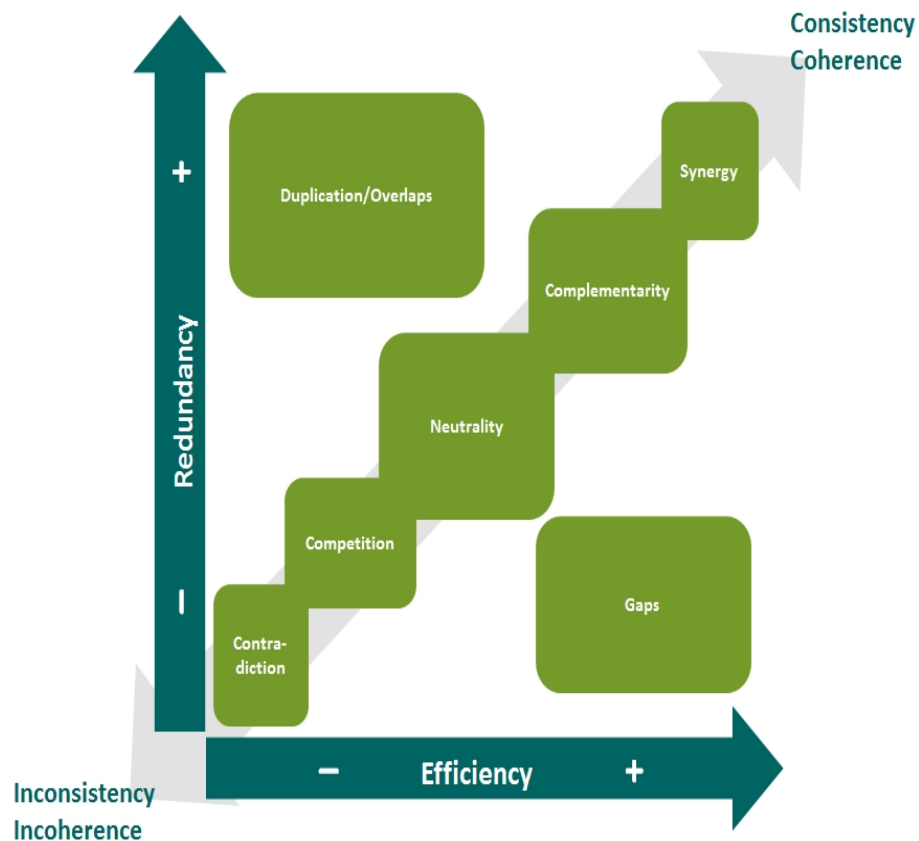 Consistency
Coherence
+
Synergy
Duplication/Overlaps
Complementarity
Redundancy
Neutrality
Competition
–
Gaps
Contra-
diction
– Efficiency +
Inconsistency
Incoherence